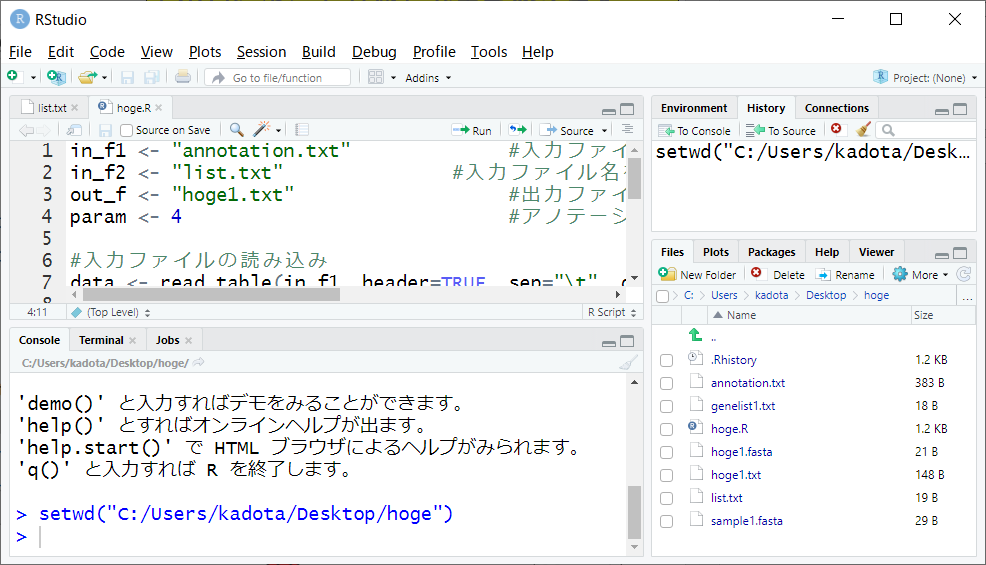 RStudio
File Edit Code View Plots Session Build Debug Profile Tools Help
Go to file/function Addins Project: (None)
list.txt hoge.R
Source on Save Run Source
1 in_f1 <- "annotation.txt" #入力ファイ
2 in_f2 <- "list.txt" #入力ファイル名
3 out_f <- "hoge1.txt" #出力ファイ
4 param <- 4 #アノテーシ
5
6 #入力ファイルの読み込み
7 data <- read.table(in_f1, header=TRUE, sep="\t",
8
4:11 (Top Level) R Script
Console Terminal Jobs
C:/Users/kadota/Desktop/hoge/
'demo()' と入力すればデモをみることができます。
'help()' とすればオンラインヘルプが出ます。
'help.start()' で HTML ブラウザによるヘルプがみられます。
'q()' と入力すれば R を終了します。
> setwd("C:/Users/kadota/Desktop/hoge")
>
Environment History Connections
To Console To Source
setwd("C:/Users/kadota/Desk...
Files Plots Packages Help Viewer
New Folder Delete Rename More
C: Users kadota Desktop hoge ...
Name Size
..
.Rhistory 1.2 KB
annotation.txt 383 B
genelist1.txt 18 B
hoge.R 1.2 KB
hoge1.fasta 21 B
hoge1.txt 148 B
list.txt 19 B
sample1.fasta 29 B